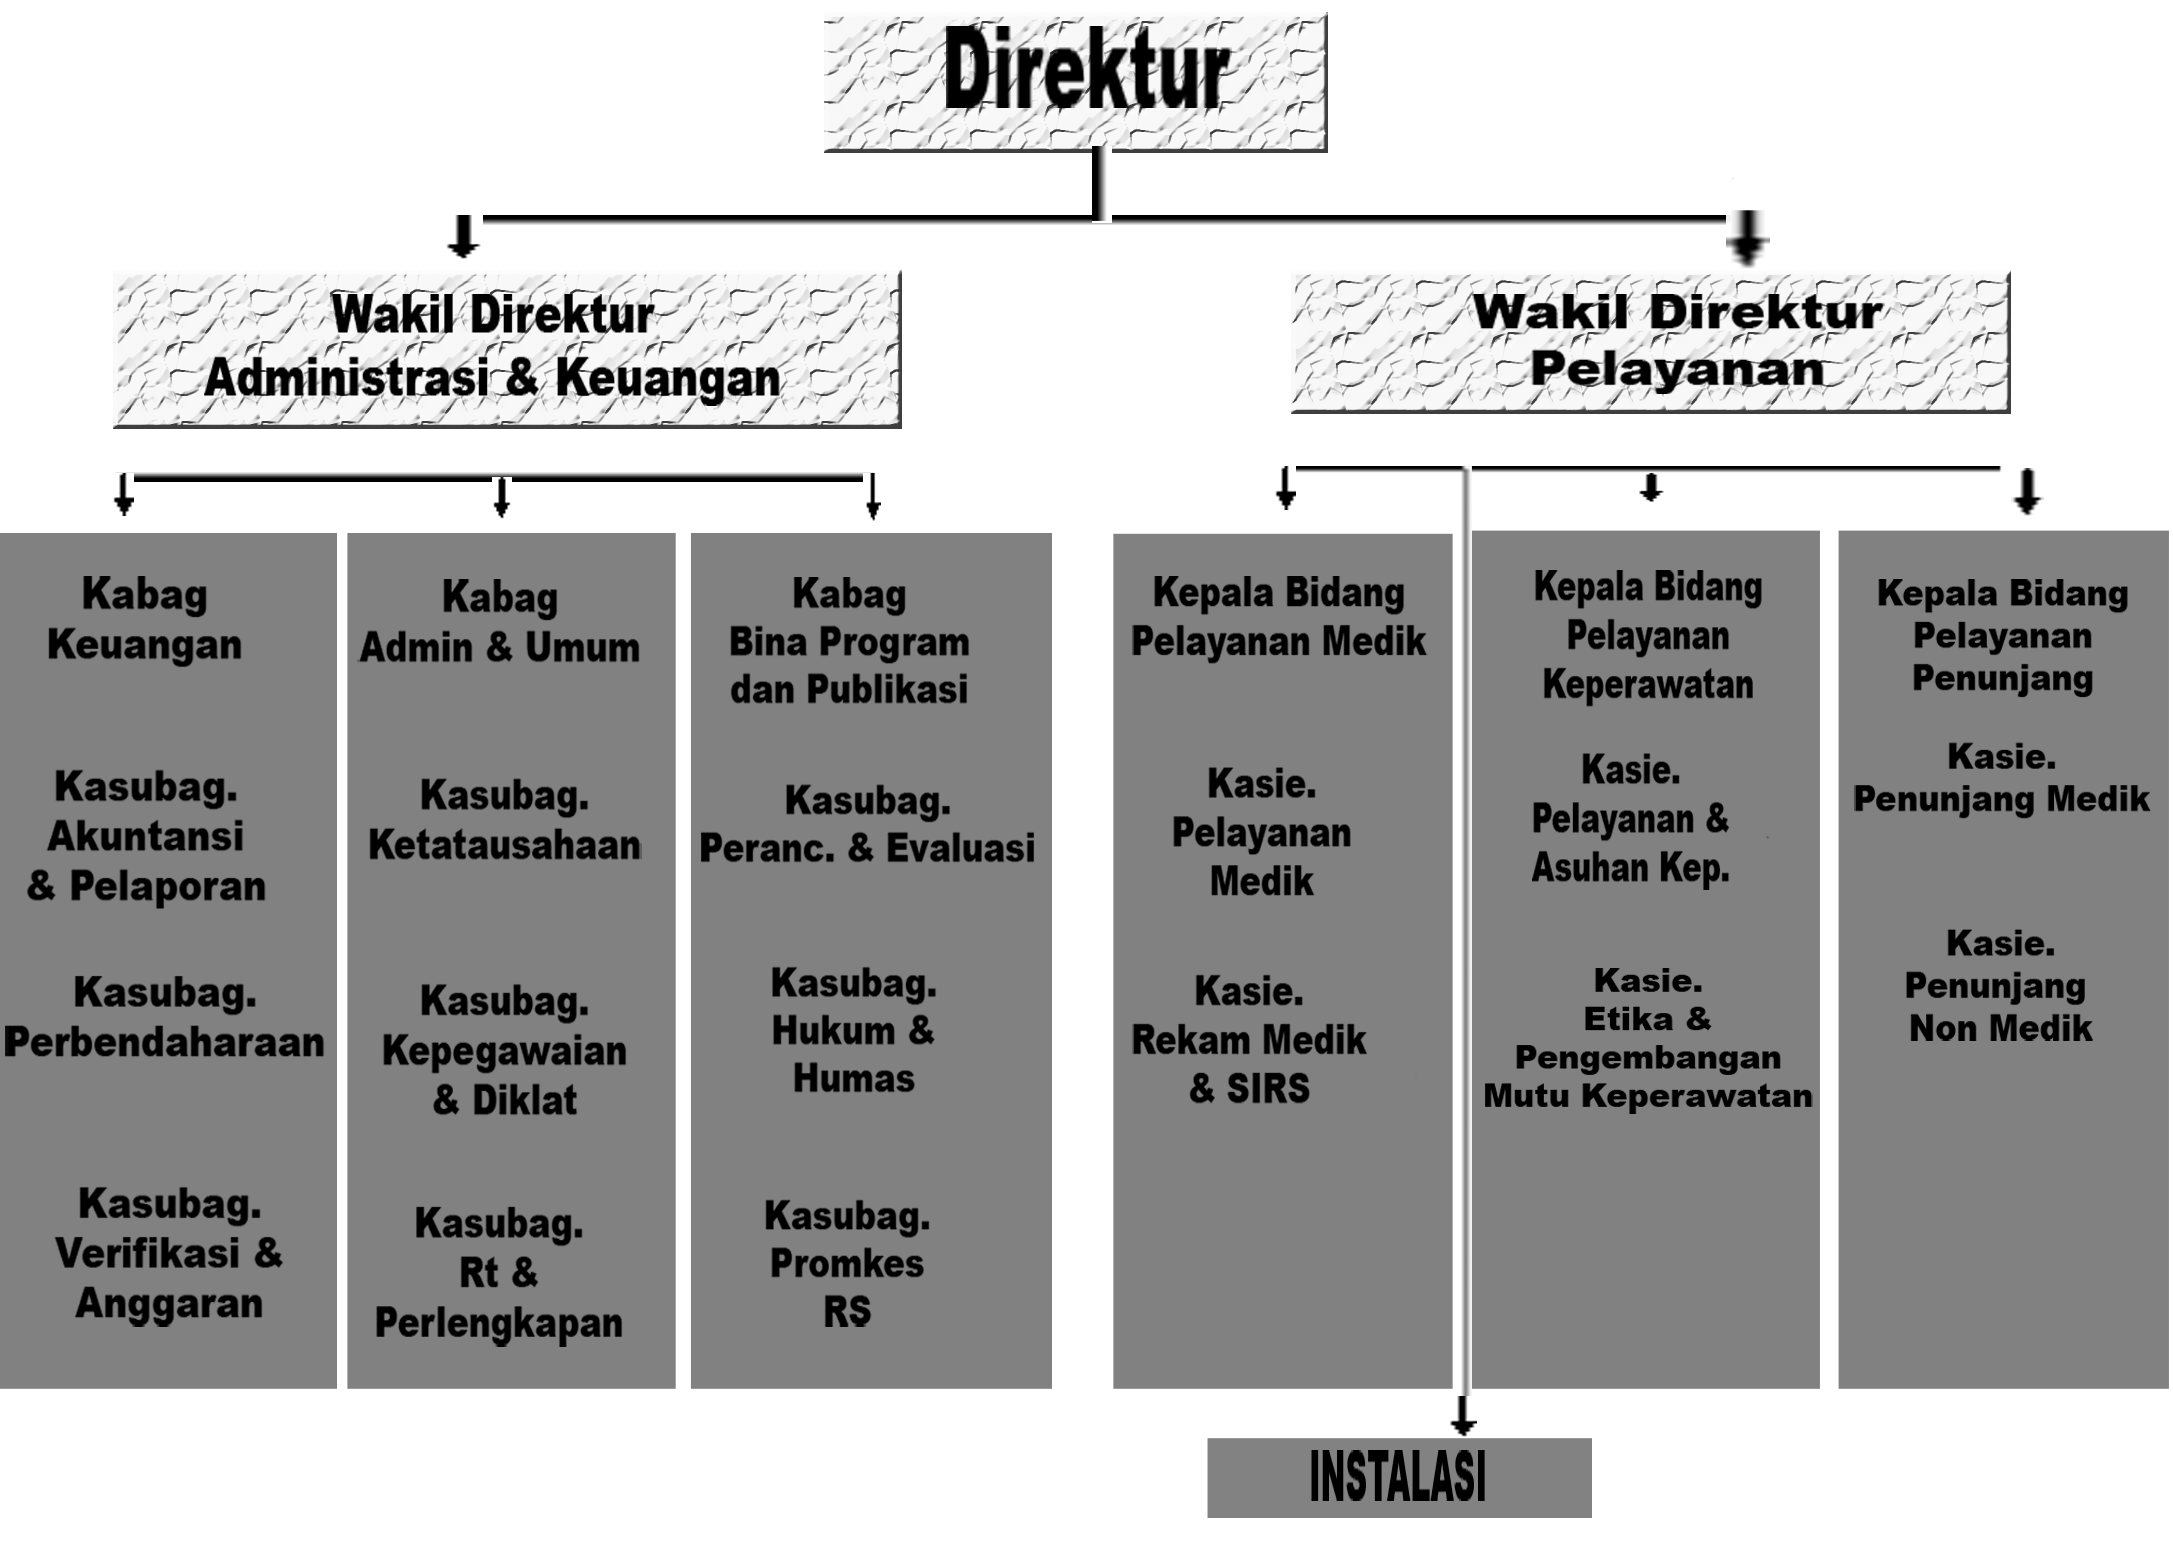 Direktur
Wakil Direktur
Administrasi & Keuangan
Wakil Direktur
Pelayanan
Kabag
Keuangan
Kasubag.
Akuntansi
& Pelaporan
Kasubag.
Perbendaharaan
Kasubag.
Verifikasi &
Anggaran
Kabag
Admin & Umum
Kasubag.
Ketatausahaan
Kasubag.
Kepegawaian
& Diklat
Kasubag.
Rt &
Perlengkapan
Kabag
Bina Program
dan Publikasi
Kasubag.
Peranc. & Evaluasi
Kasubag.
Hukum &
Humas
Kasubag.
Promkes
RS
Kepala Bidang
Pelayanan Medik
Kasie.
Pelayanan
Medik
Kasie.
Rekam Medik
& SIRS
Kepala Bidang
Pelayanan
Keperawatan
Kasie.
Pelayanan &
Asuhan Kep.
Kasie.
Etika &
Pengembangan
Mutu Keperawatan
Kepala Bidang
Pelayanan
Penunjang
Kasie.
Penunjang Medik
Kasie.
Penunjang
Non Medik
INSTALASI